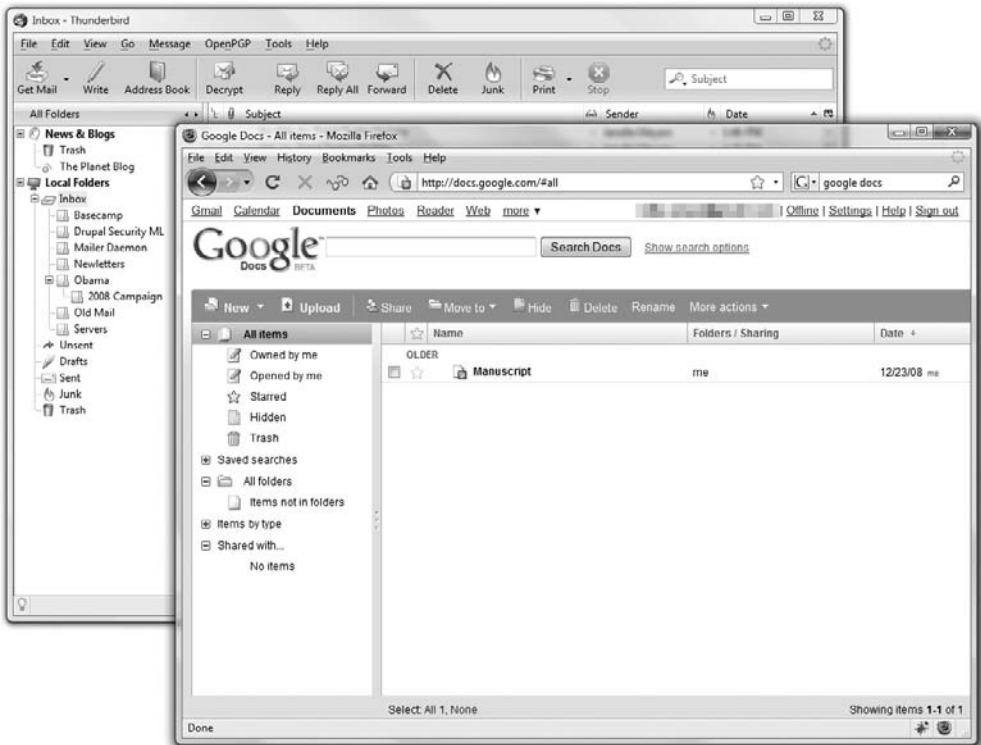 Inbox - Thunderbird
File Edit View Go Message OpenPGP Tools Help
Get Mail Write Address Book Decrypt Reply Reply All Forward Delete Junk Print Stop Subject
All Folders Subject Sender Date
News & Blogs
Trash
The Planet Blog
Local Folders
Inbox
Basecamp
Drupal Security ML
Mailer Daemon
Newletters
Obama
2008 Campaign
Old Mail
Servers
Unsent
Drafts
Sent
Junk
Trash
Google Docs - All items - Mozilla Firefox
File Edit View History Bookmarks Tools Help
http://docs.google.com/#all google docs
Gmail Calendar Documents Photos Reader Web more ▼ | Offline | Settings | Help | Sign out
Google Docs BETA Search Docs Show search options
New Upload Share Move to Hide Delete Rename More actions
All items Name Folders / Sharing Date
Owned by me OLDER
Opened by me Manuscript me 12/23/08 me
Starred
Hidden
Trash
Saved searches
All folders
Items not in folders
Items by type
Shared with...
No items
Select: All 1, None Showing items 1-1 of 1
Done